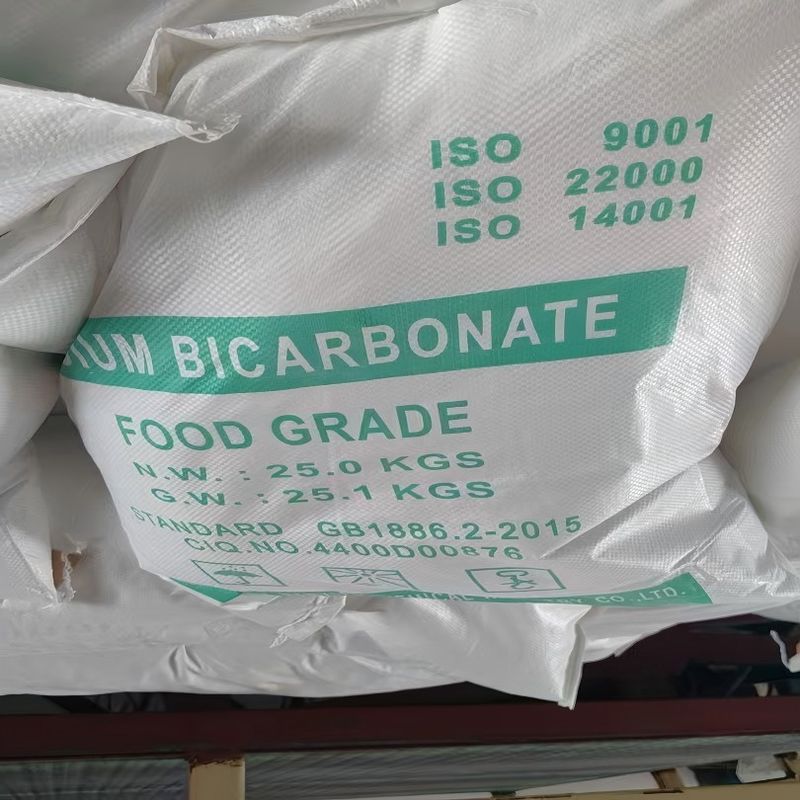 ISO 9001
ISO 22000
ISO 14001
IUM BICARBONATE
FOOD GRADE
N.W. : 25.0 KGS
G.W. : 25.1 KGS
STANDARD GB1886.2-2015
CIQ.NO.4400D00876
CO.,LTD.